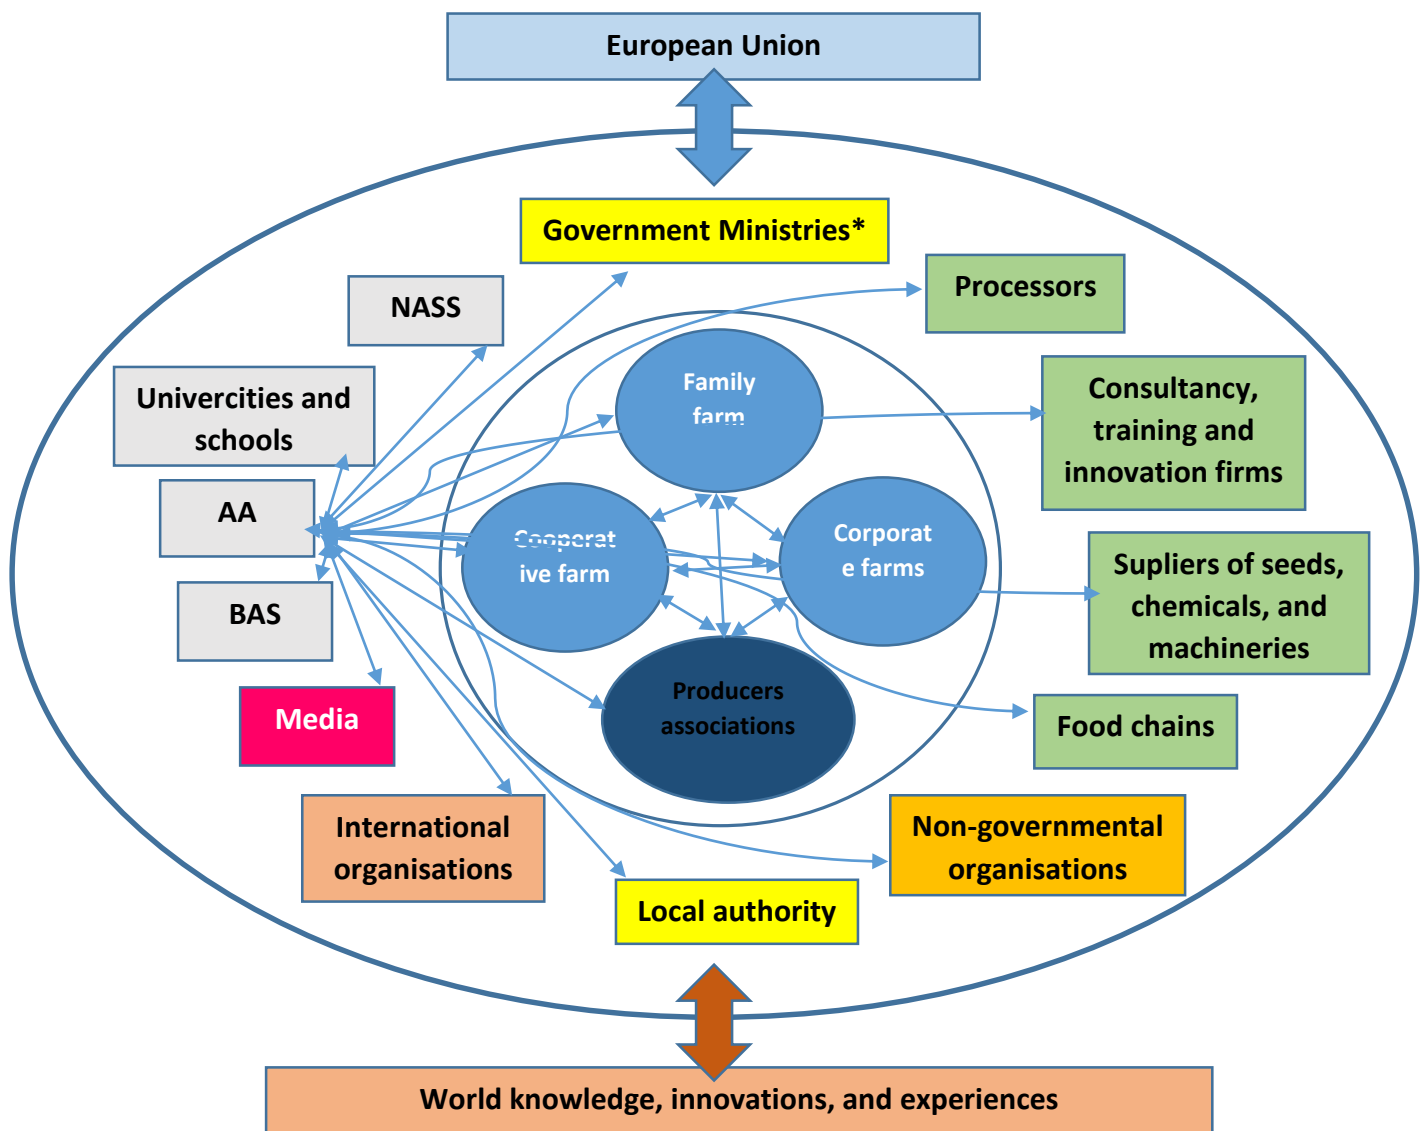 European Union
Government Ministries*
NASS
Processors
Univercities and
schools
Family
farm
Consultancy,
training and
innovation firms
AA
Cooperat
ive farm
Corporat
e farms
BAS
Supliers of seeds,
chemicals, and
machineries
Media
Producers
associations
Food chains
International
organisations
Non-governmental
organisations
Local authority
World knowledge, innovations, and experiences